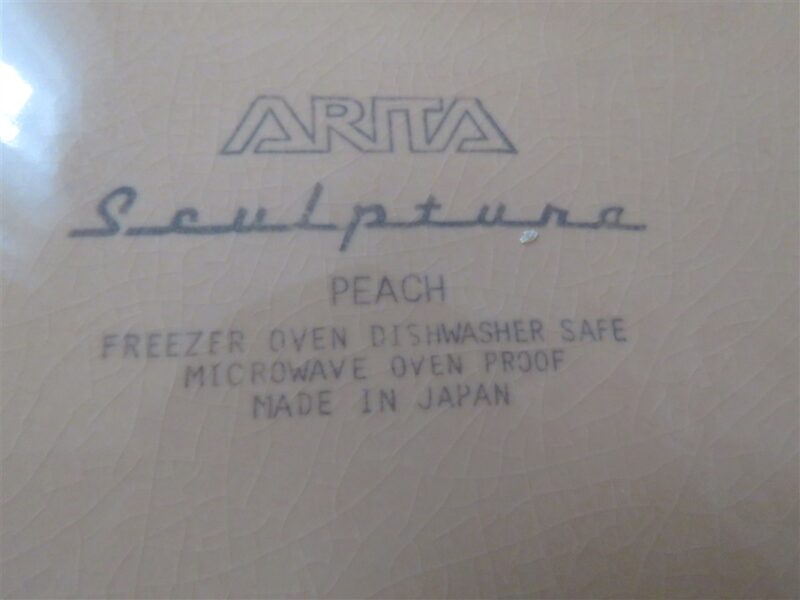 ARITA
Sculptura
PEACH
FREEZER OVEN DISHWASHER SAFE
MICROWAVE OVEN PROOF
MADE IN JAPAN